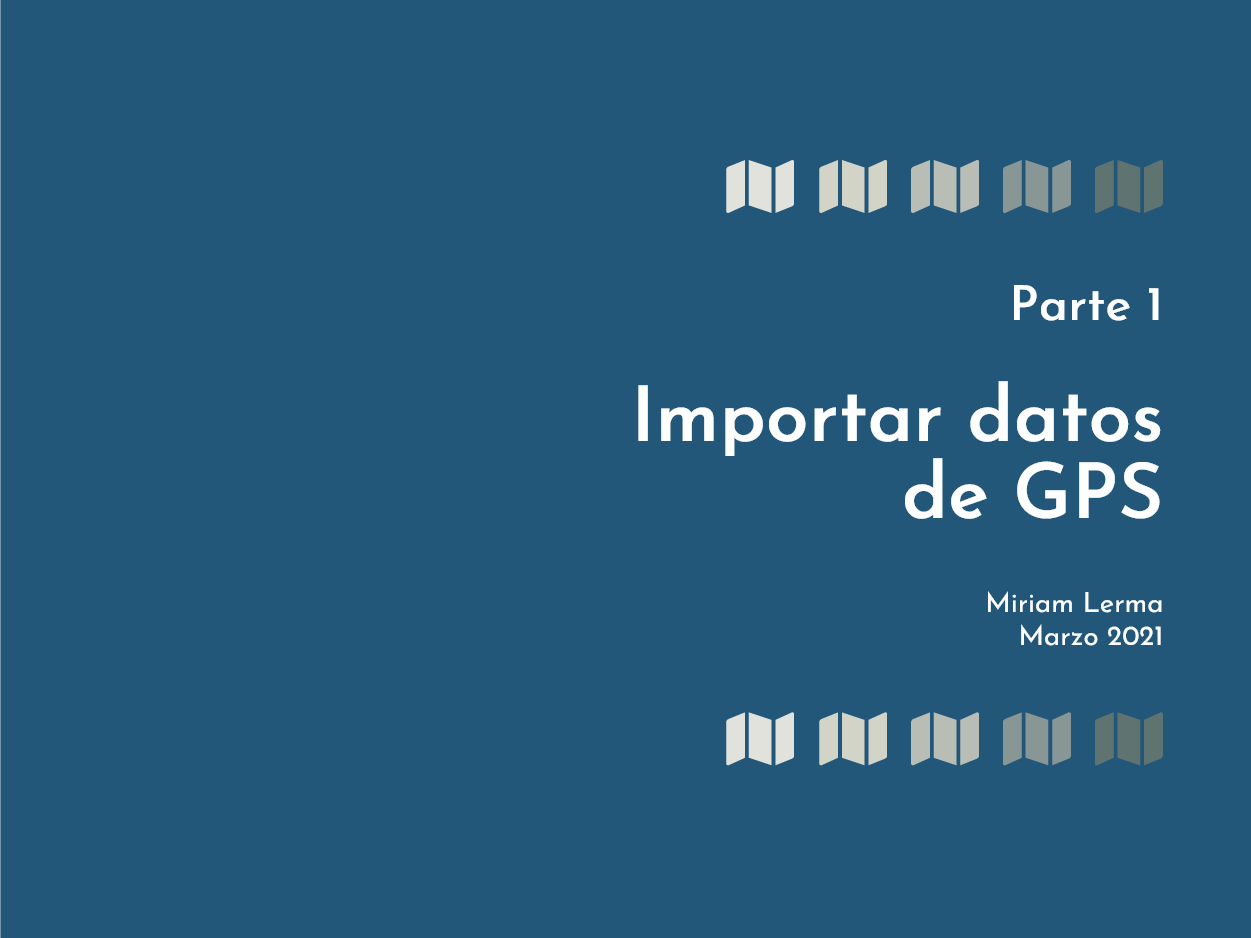 Parte 1
Importar datos
de GPS
Miriam Lerma
Marzo 2021